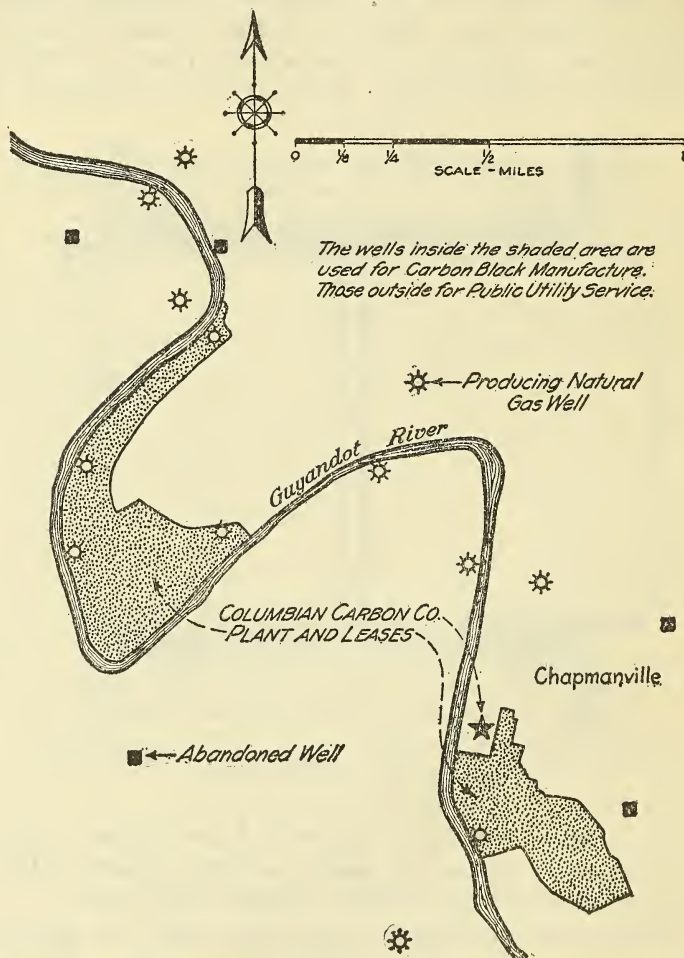 0 1/8 1/4 1/2
SCALE - MILES
The wells inside the shaded area are
used for Carbon Black Manufacture.
Those outside for Public Utility Service.
Producing Natural
Gas Well
Guyandot River
COLUMBIAN CARBON CO.
PLANT AND LEASES
Chapmanville
Abandoned Well